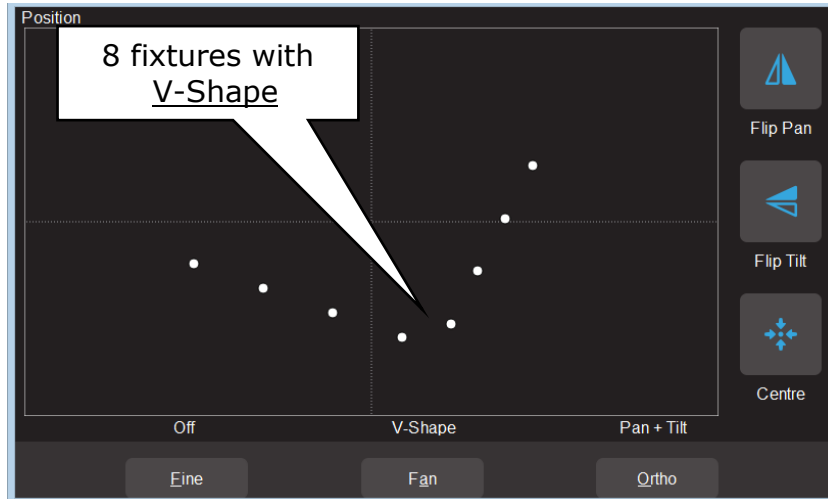 Position
8 fixtures with
V-Shape
Flip Pan
Flip Tilt
Centre
Off V-Shape Pan + Tilt
Fine Fan Ortho